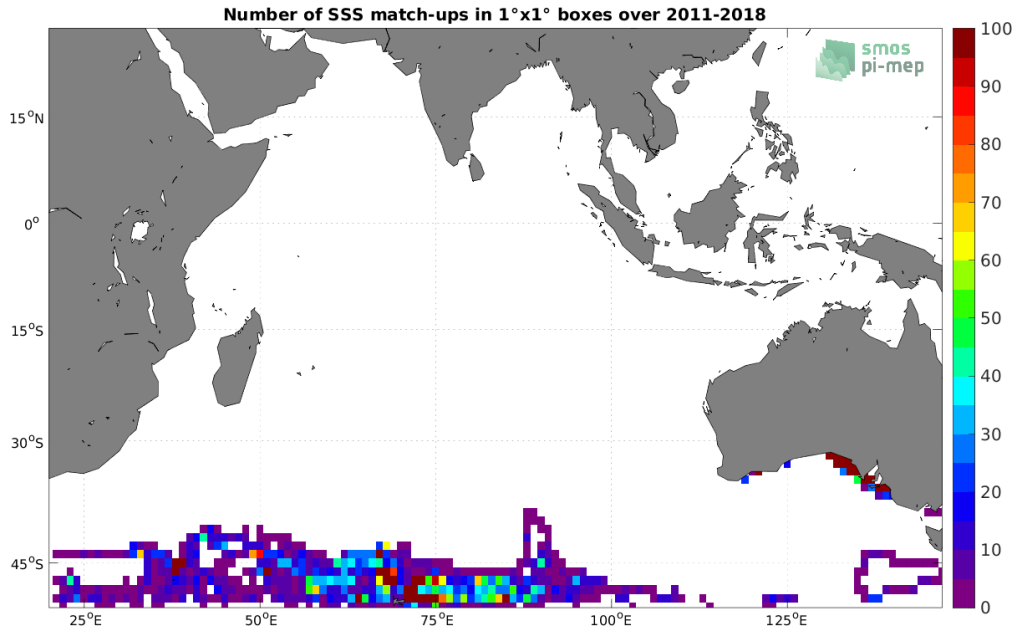 Number of SSS match-ups in 1°x1° boxes over 2011-2018
smos
pi-mep
100
90
80
70
60
50
40
30
20
10
0
15°N
0°
15°S
30°S
45°S
25°E
50°E
75°E
100°E
125°E